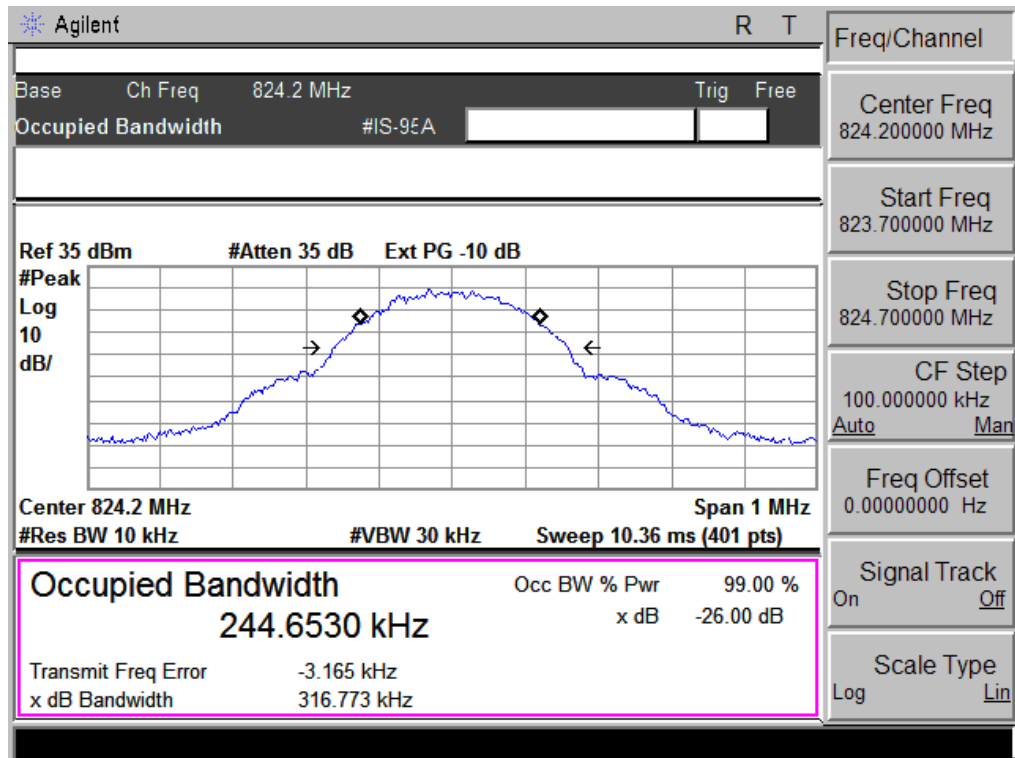 Agilent R T
Base Ch Freq 824.2 MHz Trig Free
Occupied Bandwidth #IS-95A
Ref 35 dBm #Atten 35 dB Ext PG -10 dB
#Peak
Log
10
dB/
Center 824.2 MHz Span 1 MHz
#Res BW 10 kHz #VBW 30 kHz Sweep 10.36 ms (401 pts)
Occupied Bandwidth Occ BW % Pwr 99.00 %
244.6530 kHz x dB -26.00 dB
Transmit Freq Error -3.165 kHz
x dB Bandwidth 316.773 kHz
Freq/Channel
Center Freq
824.200000 MHz
Start Freq
823.700000 MHz
Stop Freq
824.700000 MHz
CF Step
100.000000 kHz
Auto Man
Freq Offset
0.00000000 Hz
Signal Track
On Off
Scale Type
Log Lin